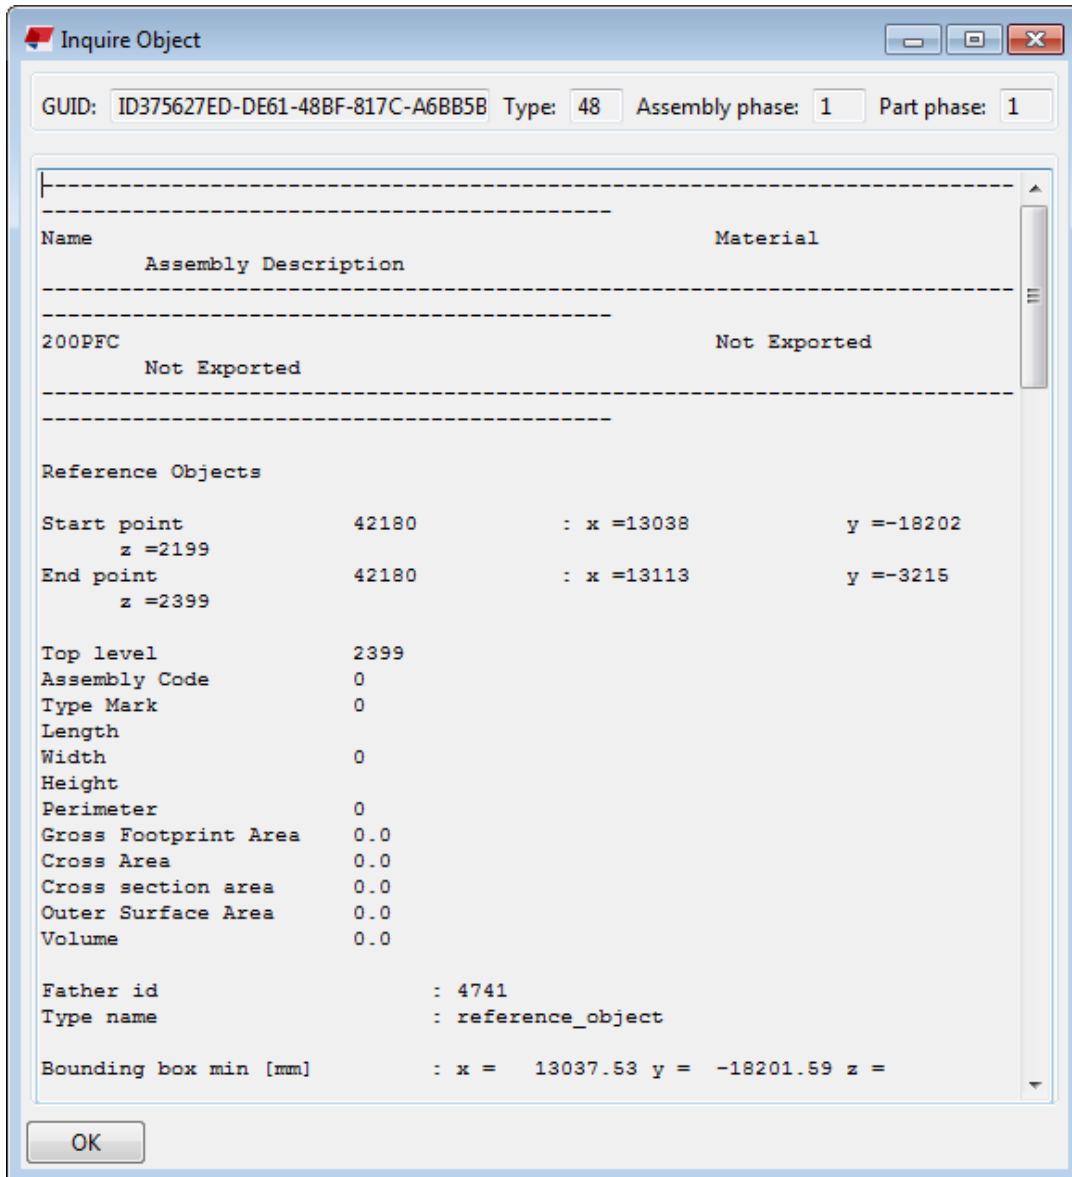 Inquire Object
GUID: ID375627ED-DE61-48BF-817C-A6BB5B Type: 48 Assembly phase: 1 Part phase: 1
---------------------------------------------------------------------------
--------------------------------------------
Name Material
Assembly Description
---------------------------------------------------------------------------
--------------------------------------------
200PFC Not Exported
Not Exported
---------------------------------------------------------------------------
--------------------------------------------
Reference Objects
Start point 42180 : x =13038 y =-18202
z =2199
End point 42180 : x =13113 y =-3215
z =2399
Top level 2399
Assembly Code 0
Type Mark 0
Length
Width 0
Height
Perimeter 0
Gross Footprint Area 0.0
Cross Area 0.0
Cross section area 0.0
Outer Surface Area 0.0
Volume 0.0
Father id : 4741
Type name : reference_object
Bounding box min [mm] : x = 13037.53 y = -18201.59 z =
OK